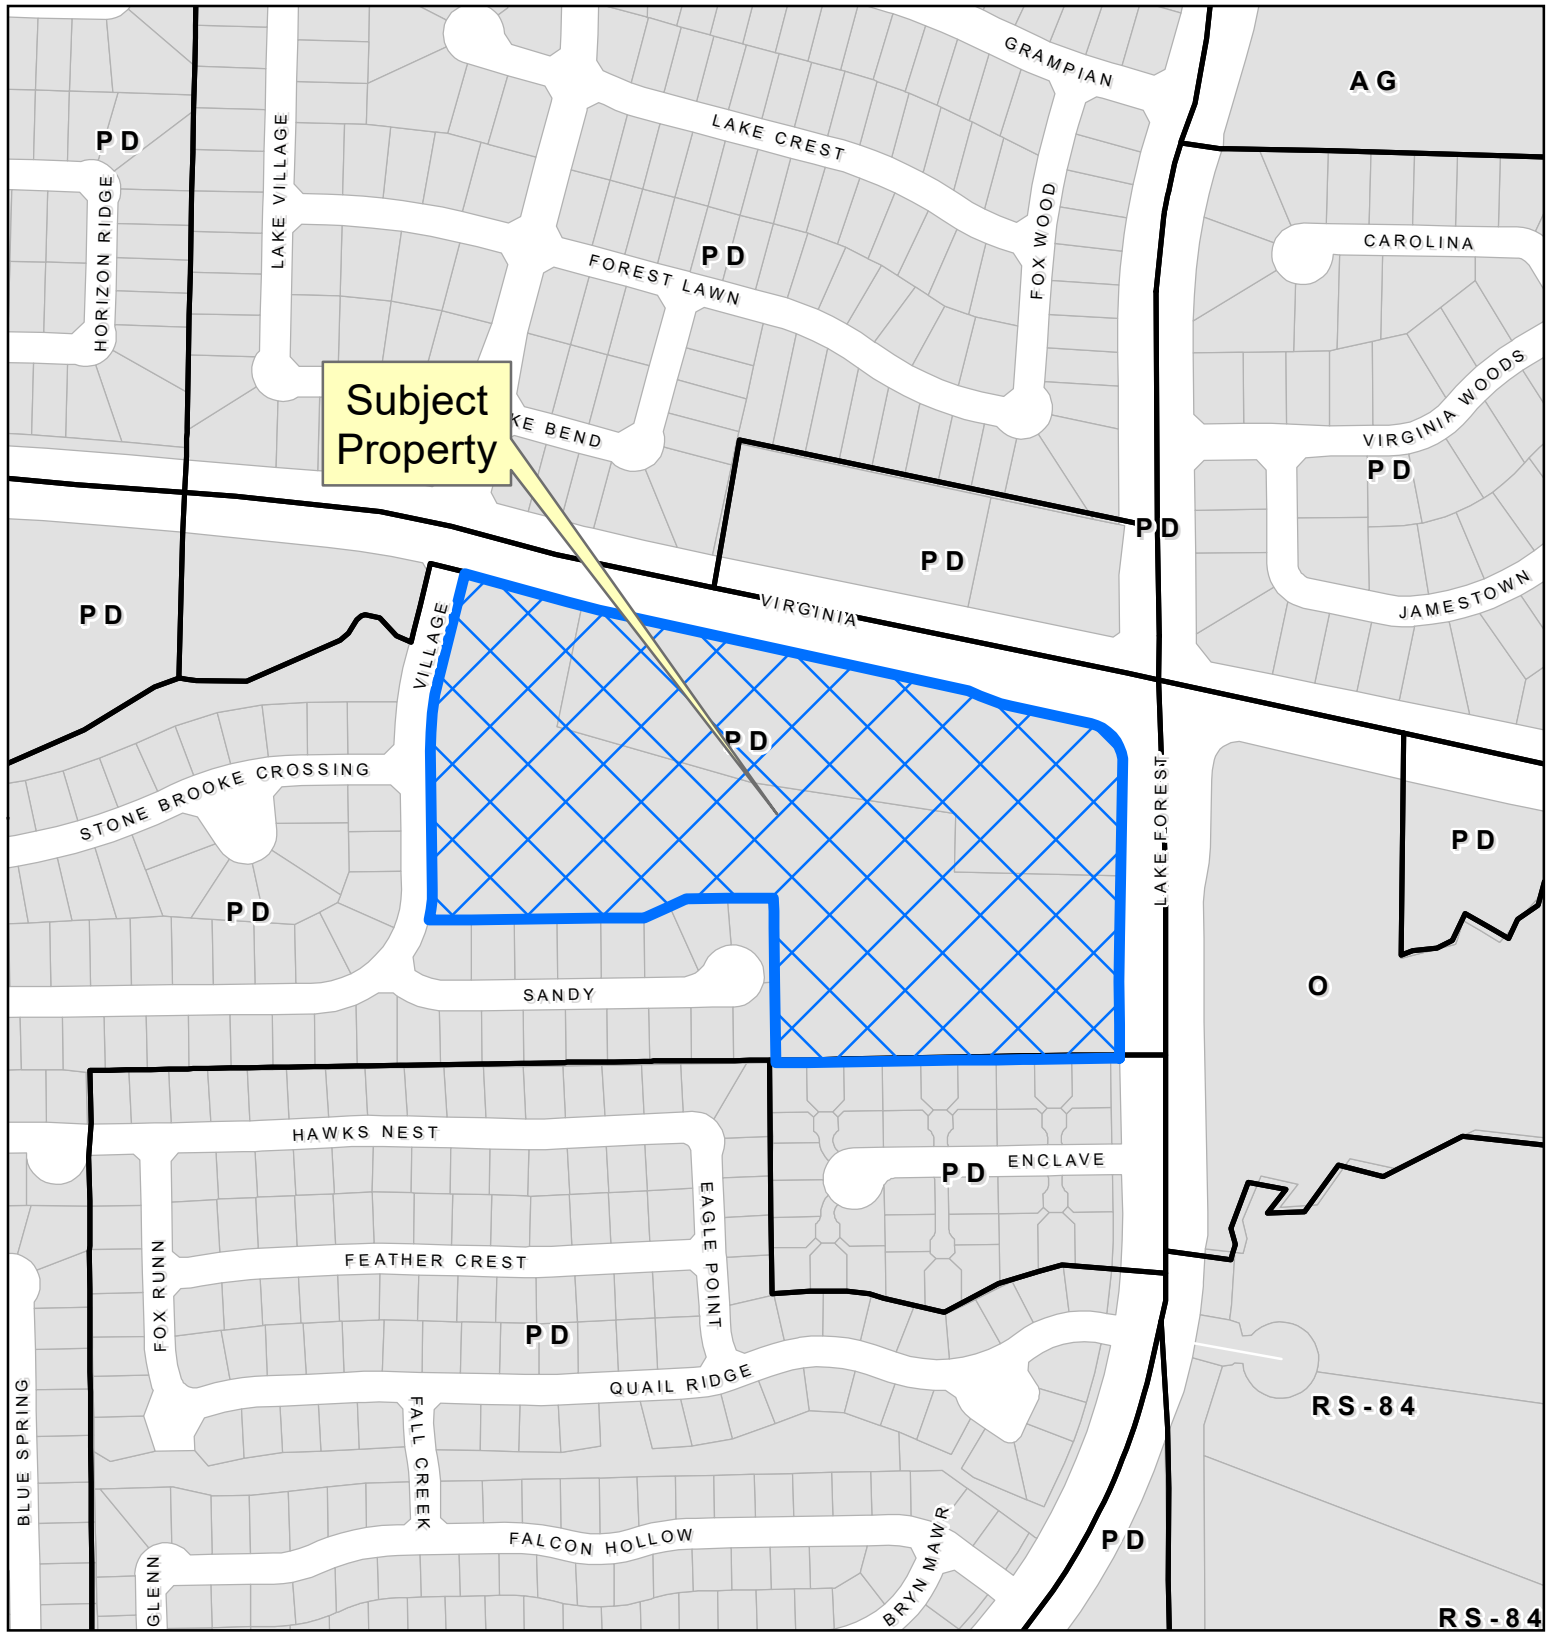 GRAMPIAN
AG
PD
LAKE VILLAGE
LAKE CREST
HORIZON RIDGE
FOX WOOD
CAROLINA
PD
FOREST LAWN
VIRGINIA WOODS
Subject
Property
KE BEND
PD
PD
PD
JAMESTOWN
PD
VIRGINIA
VILLAGE
PD
STONE BROOKE CROSSING
LAKE FOREST
PD
PD
O
SANDY
HAWKS NEST
ENCLAVE
PD
EAGLE POINT
FOX RUNN
FEATHER CREST
PD
QUAIL RIDGE
BLUE SPRING
FALL CREEK
RS-84
FALCON HOLLOW
BRYN MAWR
PD
GLENN
RS-84